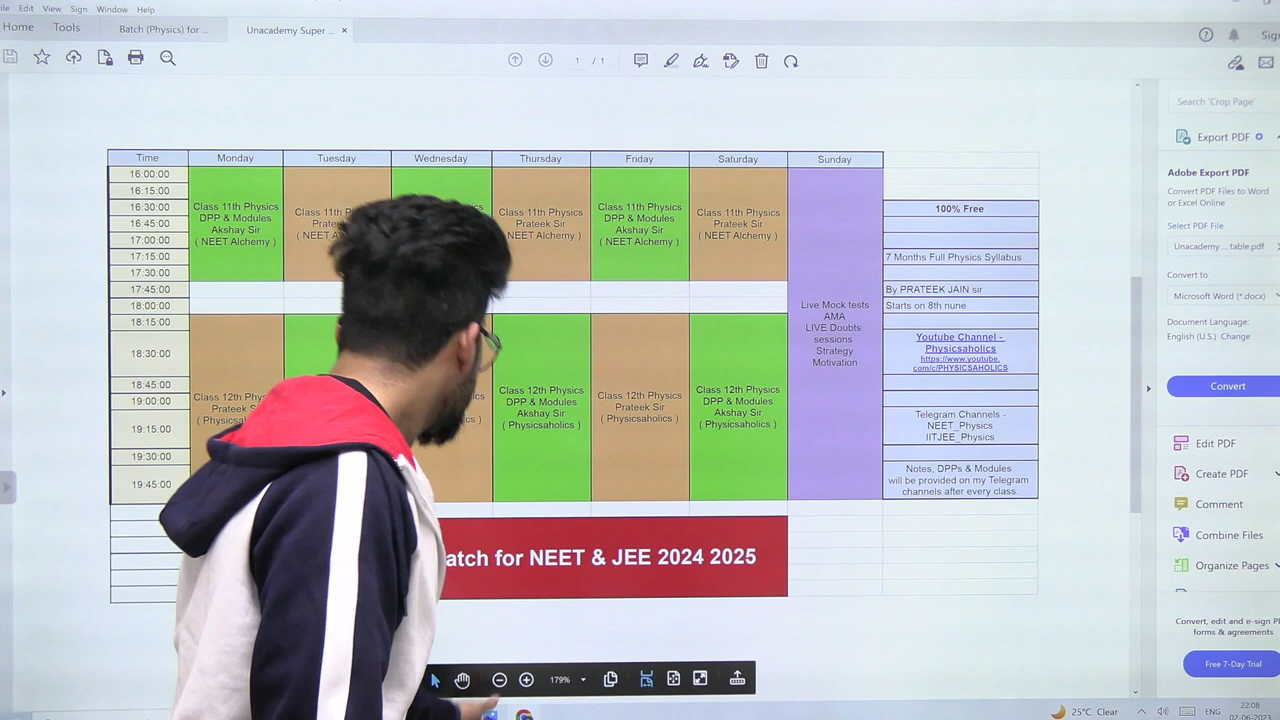 Edit View Sign Window Help
Home Tools Batch (Physics) for ... Unacademy Super ... ×
1 / 1
Search 'Crop Page'
Export PDF
Adobe Export PDF
Convert PDF Files to Word
or Excel Online
Select PDF File
Unacademy ... table.pdf
Convert to
Microsoft Word (*.docx)
Document Language:
English (U.S.) Change
Convert
Edit PDF
Create PDF
Comment
Combine Files
Organize Pages
Convert, edit and e-sign
forms & agreements
Free 7-Day Trial
Time Monday Tuesday Wednesday Thursday Friday Saturday Sunday
16:00:00
16:15:00
16:30:00
16:45:00
17:00:00
17:15:00
17:30:00
17:45:00
18:00:00
18:15:00
18:30:00
18:45:00
19:00:00
19:15:00
19:30:00
19:45:00
Class 11th Physics
DPP & Modules
Akshay Sir
( NEET Alchemy )
Class 11th
Class 11th Physics
Prateek Sir
NEET Alchemy )
Class 11th Physics
DPP & Modules
Akshay Sir
( NEET Alchemy )
Class 11th Physics
Prateek Sir
( NEET Alchemy )
Class 12th
Prateek
Class 12th Physics
DPP & Modules
Akshay Sir
( Physicsaholics )
Class 12th Physics
Prateek Sir
( Physicsaholics )
Class 12th Physics
DPP & Modules
Akshay Sir
( Physicsaholics )
Live Mock tests
AMA
LIVE Doubts
sessions
Strategy
Motivation
100% Free
7 Months Full Physics Syllabus
By PRATEEK JAIN sir
Starts on 8th nune
Youtube Channel -
Physicsaholics
https://www.youtube.
com/c/PHYSICSAHOLICS
Telegram Channels -
NEET_Physics
IITJEE_Physics
Notes, DPPs & Modules
will be provided on my Telegram
channels after every class.
atch for NEET & JEE 2024 2025
179%
25°C Clear ENG 22:08
02-06-2023